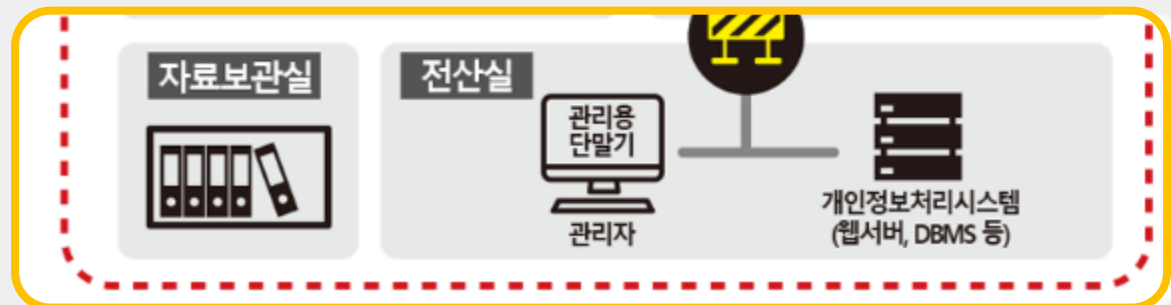 자료보관실
전산실
관리용
단말기
관리자
개인정보처리시스템
(웹서버, DBMS 등)